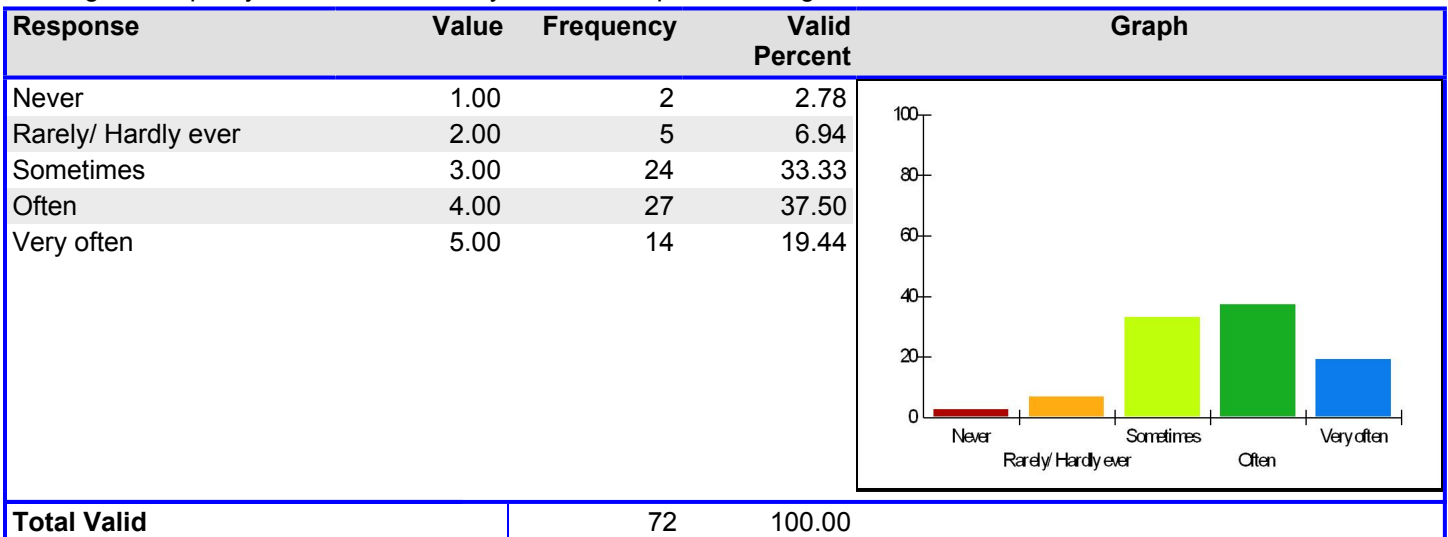 Response Value Frequency Valid Percent Graph
Never 1.00 2 2.78
Rarely/ Hardly ever 2.00 5 6.94
Sometimes 3.00 24 33.33
Often 4.00 27 37.50
Very often 5.00 14 19.44
100
80
60
40
20
0
Never Sometimes Very often
Rarely/ Hardly ever Often
Total Valid 72 100.00